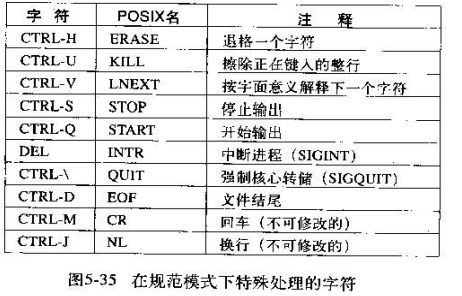 字 符 POSIX名 注 释
CTRL-H ERASE 退格一个字符
CTRL-U KILL 擦除正在键入的整行
CTRL-V LNEXT 按字面意义解释下一个字符
CTRL-S STOP 停止输出
CTRL-Q START 开始输出
DEL INTR 中断进程（SIGINT）
CTRL-\ QUIT 强制核心转储（SIGQUIT）
CTRL-D EOF 文件结尾
CTRL-M CR 回车（不可修改的）
CTRL-J NL 换行（不可修改的）
图5-35 在规范模式下特殊处理的字符